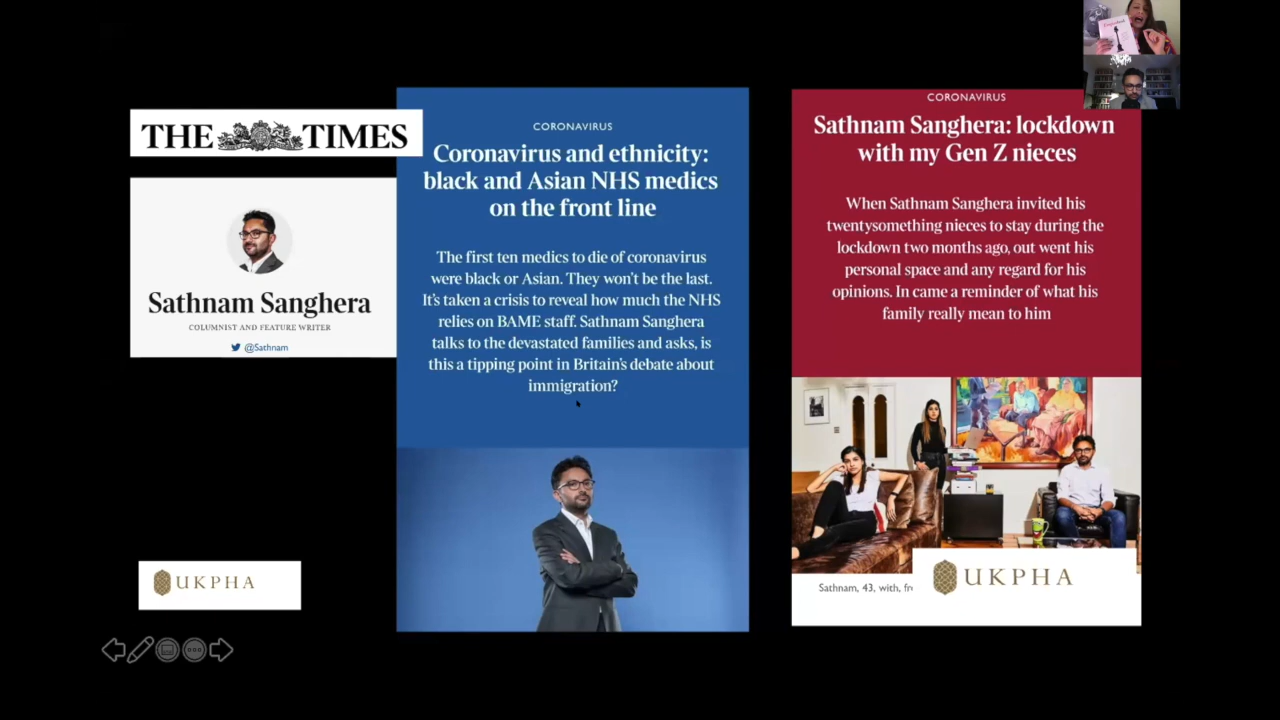 THE TIMES
Sathnam Sanghera
COLUMNIST AND FEATURE WRITER
@Sathnam
UKPHA
CORONAVIRUS
Coronavirus and ethnicity:
black and Asian NHS medics
on the front line
The first ten medics to die of coronavirus
were black or Asian. They won't be the last.
It's taken a crisis to reveal how much the NHS
relies on BAME staff. Sathnam Sanghera
talks to the devastated families and asks, is
this a tipping point in Britain's debate about
immigration?
CORONAVIRUS
Sathnam Sanghera: lockdown
with my Gen Z nieces
When Sathnam Sanghera invited his
twentysomething nieces to stay during the
lockdown two months ago, out went his
personal space and any regard for his
opinions. In came a reminder of what his
family really mean to him
Sathnam, 43, with,
UKPHA